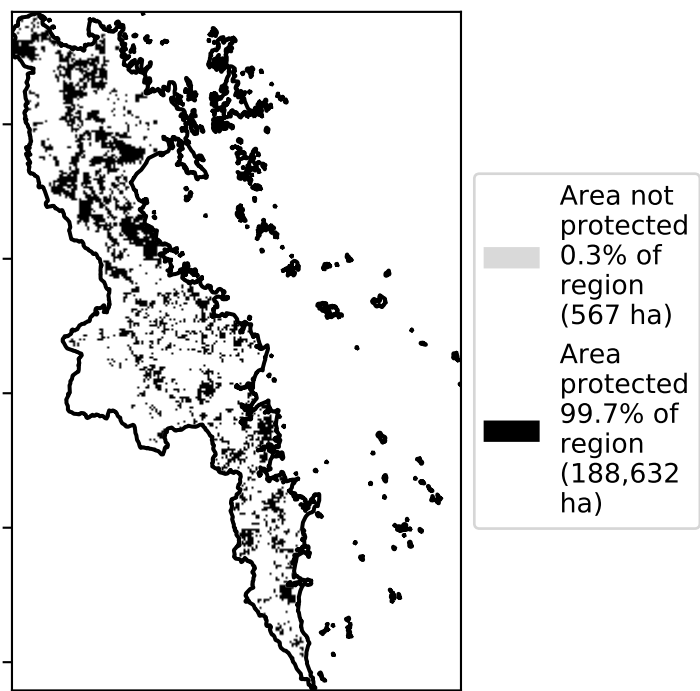 Area not
protected
0.3% of
region
(567 ha)
Area
protected
99.7% of
region
(188,632
ha)